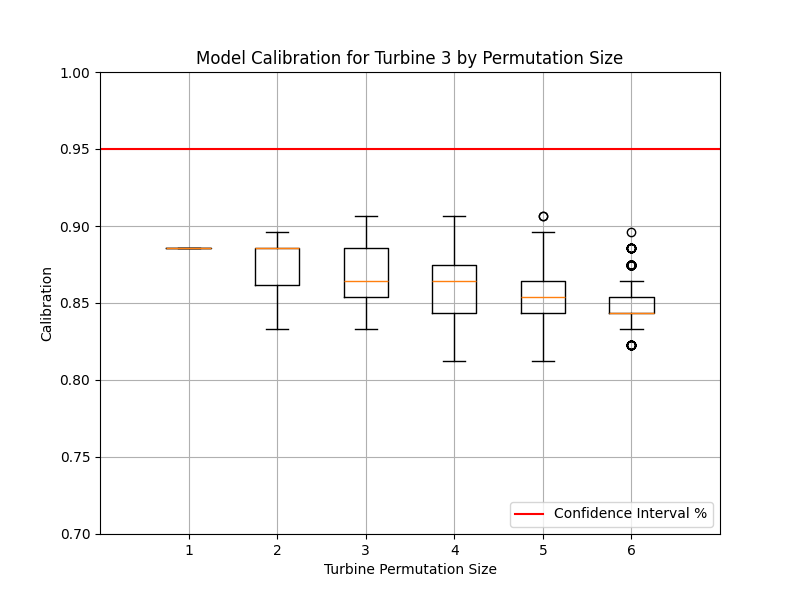 Model Calibration for Turbine 3 by Permutation Size
1.00
0.95
0.90
0.85
0.80
0.75
0.70
Calibration
Confidence Interval %
1 2 3 4 5 6
Turbine Permutation Size